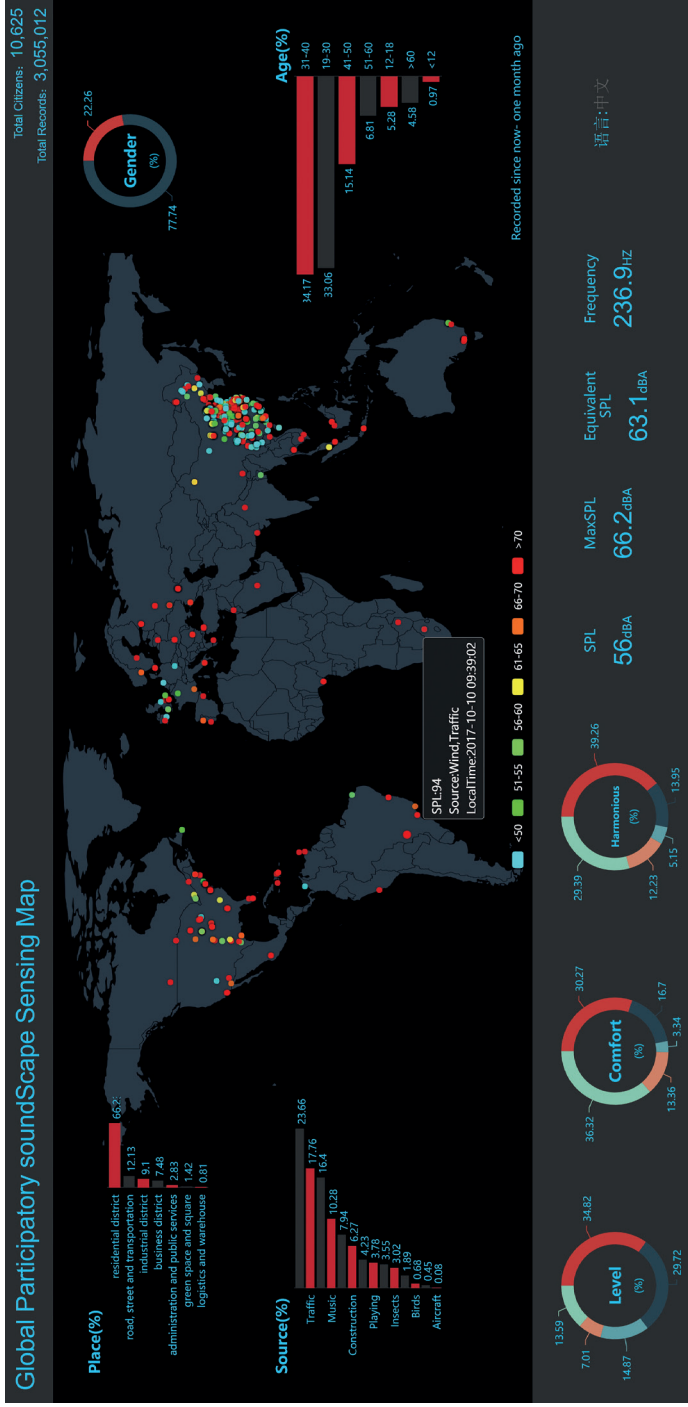 Global Participatory soundScape Sensing Map
Total Citizens: 10,625
Total Records: 3,055,012
Place(%)
residential district 66.2
road, street and transportation 12.13
industrial district 9.1
business district 7.48
administration and public services 2.83
green space and square 1.42
logistics and warehouse 0.81
Source(%)
23.66
Traffic 17.76
16.4
Music 10.28
7.94
Construction 6.27
4.23
Playing 3.78
3.55
Insects 3.02
1.89
Birds 0.68
0.45
Aircraft 0.08
SPL:94
Source:Wind,Traffic
LocalTime:2017-10-10 09:39:02
<50 51-55 56-60 61-65 66-70 >70
Gender
(%)
22.26
77.74
Age(%)
34.17 31-40
33.06 19-30
15.14 41-50
6.81 51-60
5.28 12-18
4.58 >60
0.97 <12
Recorded since now- one month ago
Level
(%)
13.59
34.82
7.01
14.87
29.72
Comfort
(%)
36.32
30.27
16.7
3.34
13.36
Harmonious
(%)
29.39
39.26
13.95
5.15
12.23
SPL
56dBA
MaxSPL
66.2dBA
Equivalent
SPL
63.1dBA
Frequency
236.9HZ
语言:中文